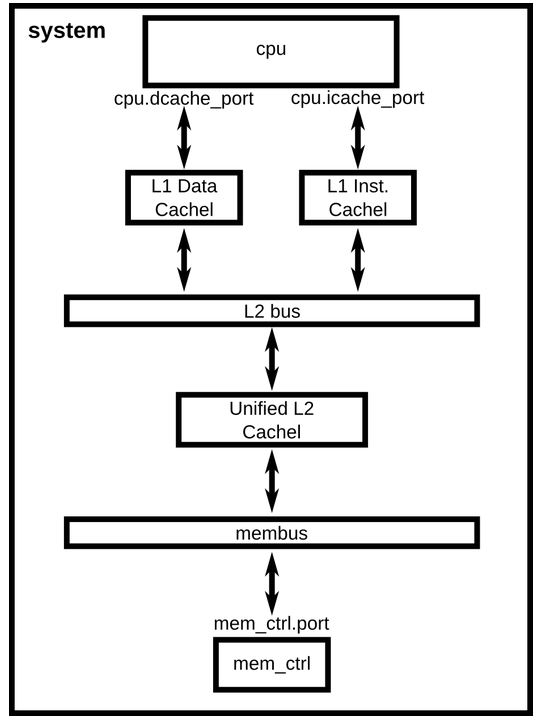 system
cpu
cpu.dcache_port
cpu.icache_port
L1 Data
Cachel
L1 Inst.
Cachel
L2 bus
Unified L2
Cachel
membus
mem_ctrl.port
mem_ctrl